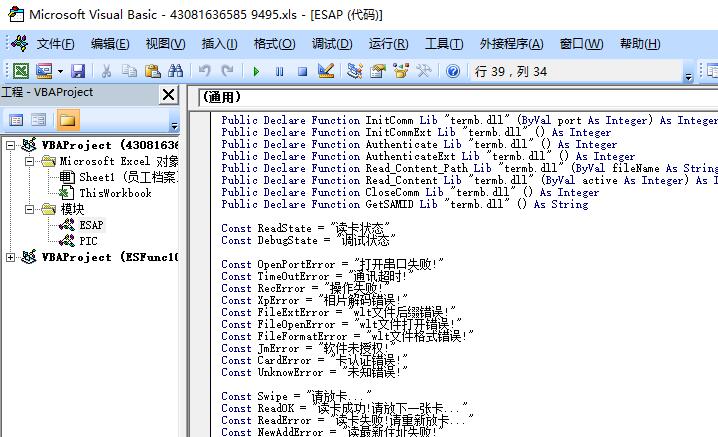 Microsoft Visual Basic - 43081636585 9495.xls - [ESAP (代码)]
文件(F) 编辑(E) 视图(V) 插入(I) 格式(O) 调试(D) 运行(R) 工具(T) 外接程序(A) 窗口(W) 帮助(H)
行 39, 列 34
工程 - VBAProject
(通用)
VBAProject (4308163
Microsoft Excel 对象
Sheet1 (员工档案
ThisWorkbook
模块
ESAP
PIC
VBAProject (ESFunc10
Public Declare Function InitComm Lib "termb.dll" (ByVal port As Integer) As Integer
Public Declare Function InitCommExt Lib "termb.dll" () As Integer
Public Declare Function Authenticate Lib "termb.dll" () As Integer
Public Declare Function AuthenticateExt Lib "termb.dll" () As Integer
Public Declare Function Read_Content_Path Lib "termb.dll" (ByVal fileName As String
Public Declare Function Read_Content Lib "termb.dll" (ByVal active As Integer) As I
Public Declare Function CloseComm Lib "termb.dll" () As Integer
Public Declare Function GetSAMID Lib "termb.dll" () As String
Const ReadState = "读卡状态"
Const DebugState = "调试状态"
Const OpenPortError = "打开串口失败!"
Const TimeOutError = "通讯超时!"
Const RecError = "操作失败!"
Const XpError = "相片解码错误!"
Const FileExtError = "wlt文件后缀错误!"
Const FileOpenError = "wlt文件打开错误!"
Const FileFormatError = "wlt文件格式错误!"
Const JmError = "软件未授权!"
Const CardError = "卡认证错误!"
Const UnknowError = "未知错误!"
Const Swipe = "请放卡..."
Const ReadOK = "读卡成功!请放下一张卡..."
Const ReadError = "读卡失败!请重新放卡..."
Const NewAddError = "读最新住址失败!